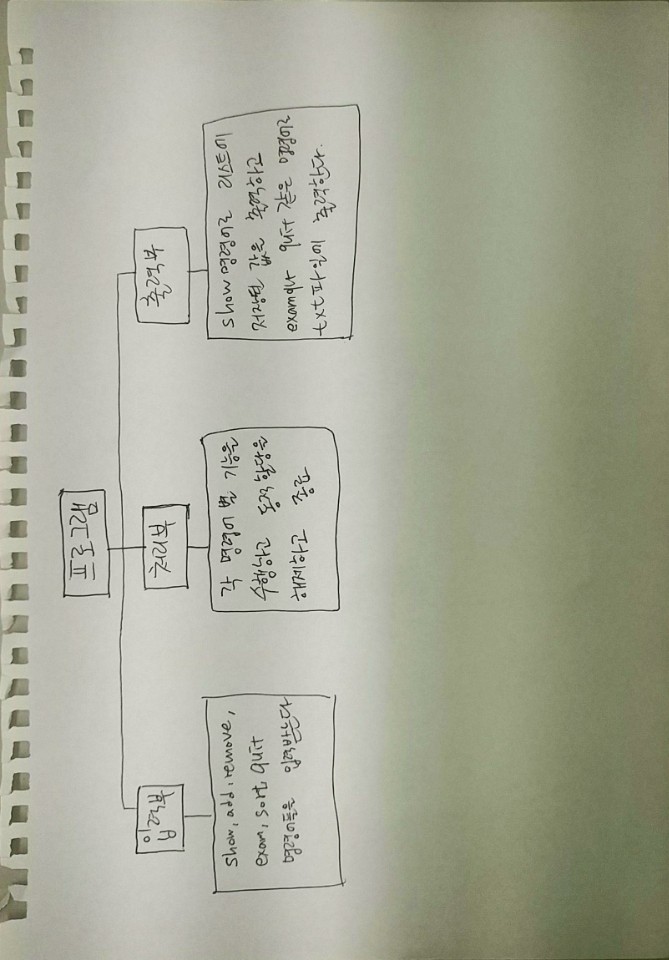 프로그램
입력부
처리부
출력부
show, add, remove,
exam, sort, quit
명령어들을 입력받는다
각 명령어 별 기능을
수행하고 동적할당을
해제하고 종료
show 명령어로 리스트에
저장된 값을 출력하고
exam이나 quit 같은 명령어로
txt파일에 출력한다.